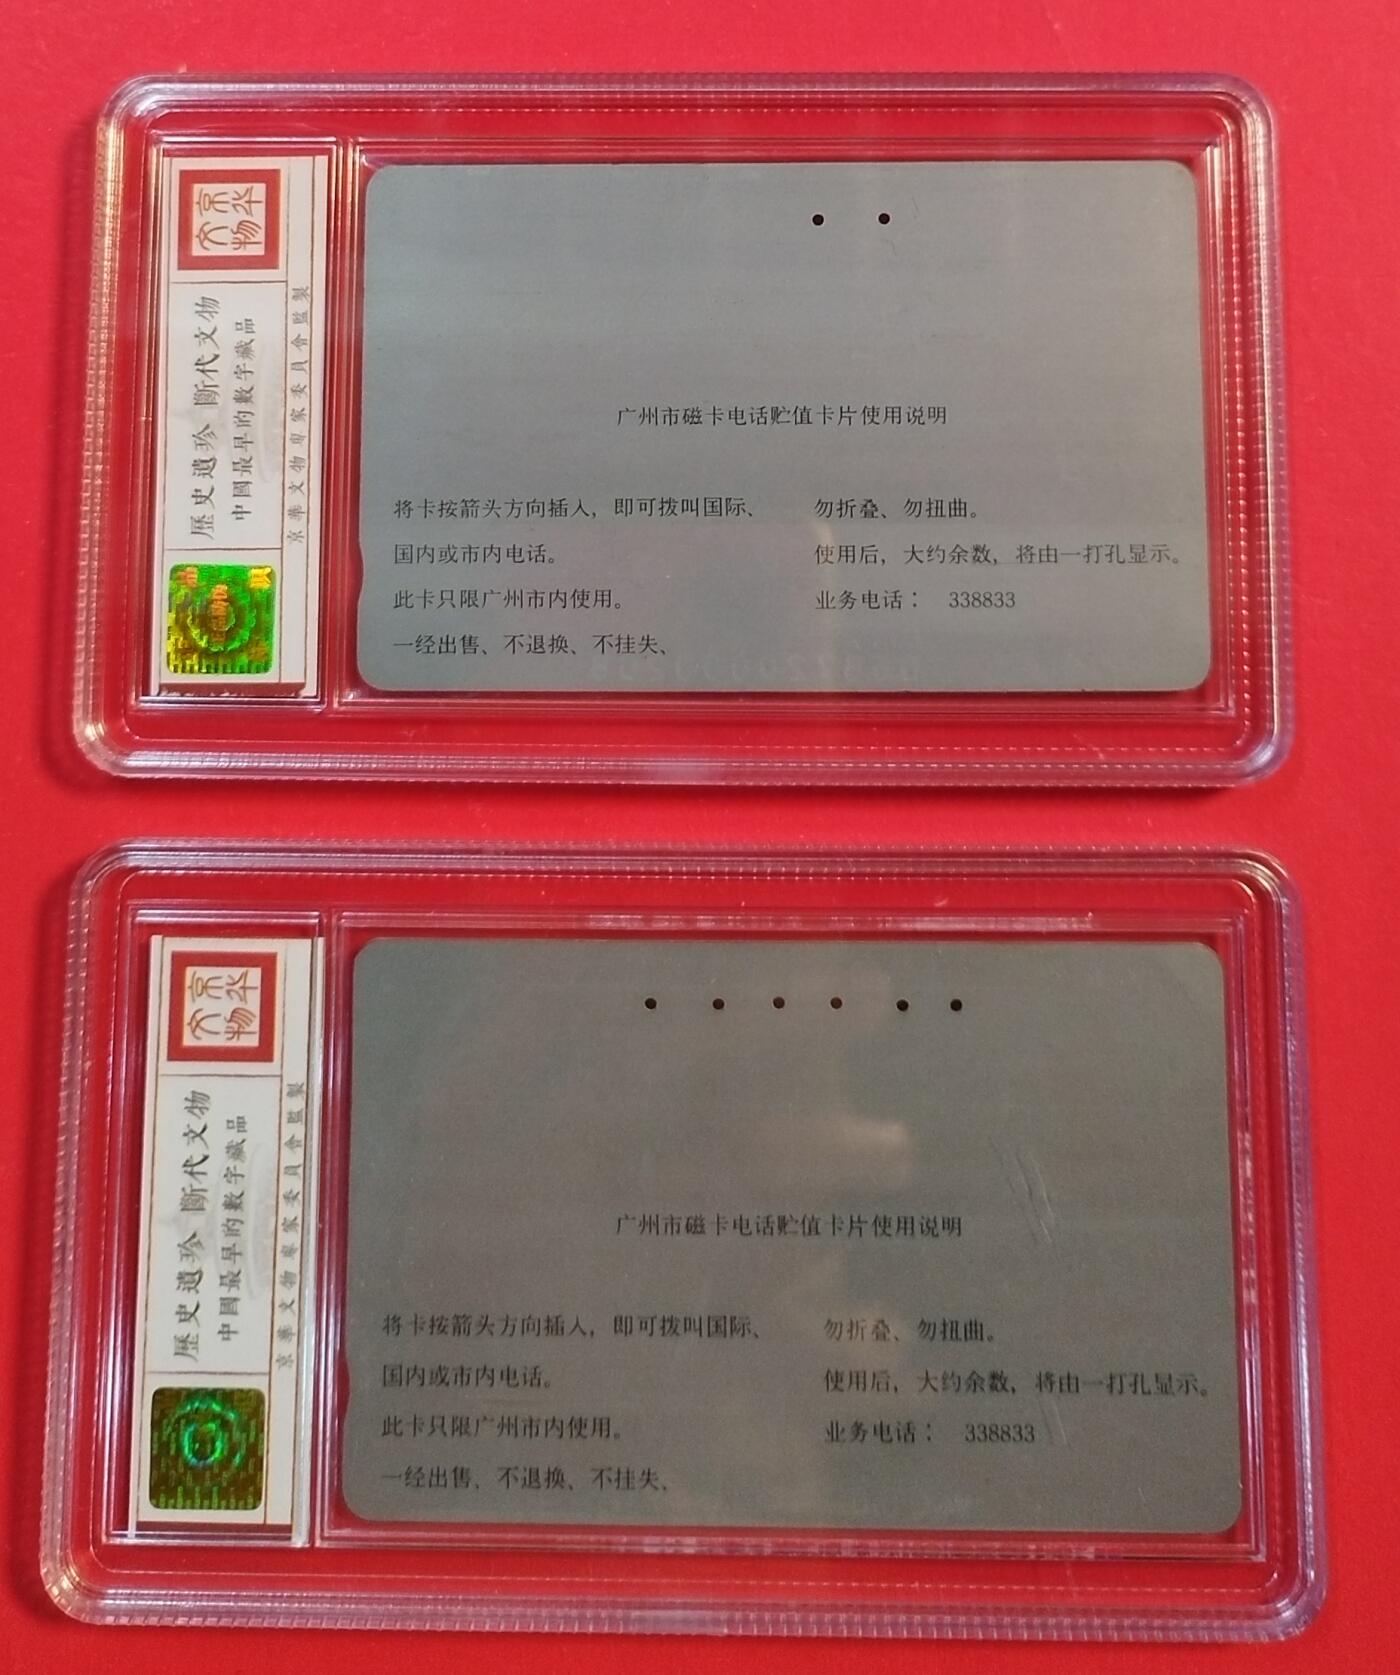 京华文物
歷史遺珍 斷代文物
中國最早的數字藏品
京華文物專家委員會監製
广州市磁卡电话贮值卡片使用说明
将卡按箭头方向插入，即可拨叫国际、
国内或市内电话。
此卡只限广州市内使用。
一经出售、不退换、不挂失、
勿折叠、勿扭曲。
使用后，大约余数，将由一打孔显示。
业务电话： 338833
京华文物
歷史遺珍 斷代文物
中國最早的數字藏品
京華文物專家委員會監製
广州市磁卡电话贮值卡片使用说明
将卡按箭头方向插入，即可拨叫国际、
国内或市内电话。
此卡只限广州市内使用。
一经出售、不退换、不挂失、
勿折叠、勿扭曲。
使用后，大约余数，将由一打孔显示。
业务电话： 338833